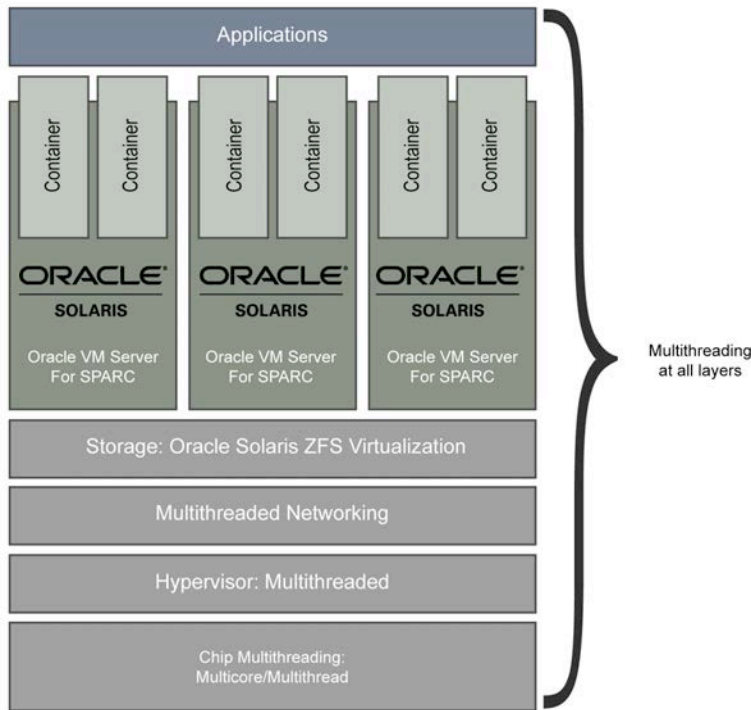 Applications
Container
Container
Container
Container
Container
Container
ORACLE®
SOLARIS
Oracle VM Server
For SPARC
ORACLE®
SOLARIS
Oracle VM Server
For SPARC
ORACLE®
SOLARIS
Oracle VM Server
For SPARC
Storage: Oracle Solaris ZFS Virtualization
Multithreaded Networking
Hypervisor: Multithreaded
Chip Multithreading:
Multicore/Multithread
Multithreading
at all layers